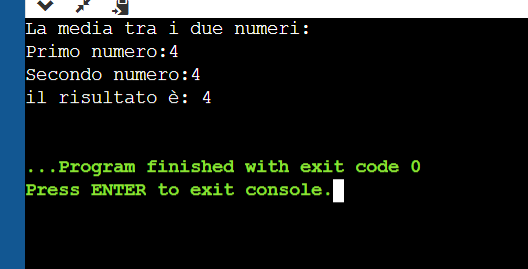 La media tra i due numeri:
Primo numero:4
Secondo numero:4
il risultato è: 4
...Program finished with exit code 0
Press ENTER to exit console.